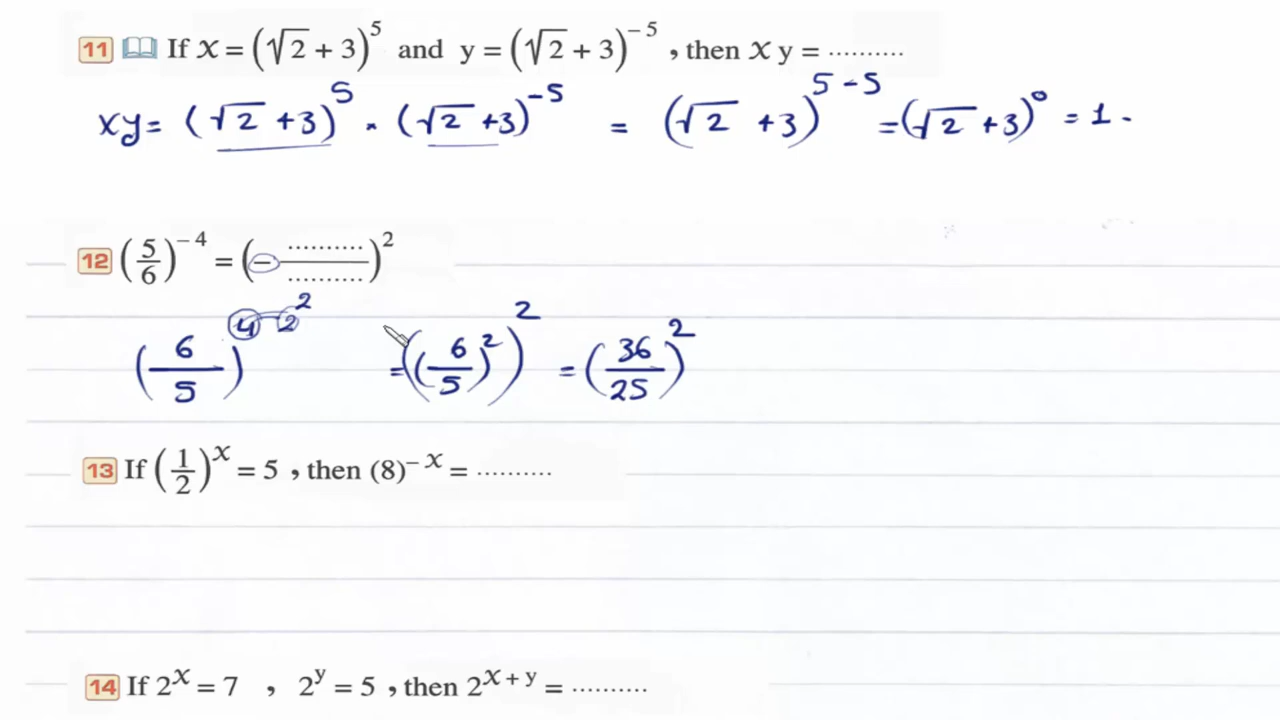 11 If x = (√2 + 3)^5 and y = (√2 + 3)^-5 , then x y = ..........
xy = (√2 + 3)^5 × (√2 + 3)^-5 = (√2 + 3)^5-5 = (√2 + 3)^0 = 1.
12 (5/6)^-4 = (- ........../..........)^2
(6/5)^4 2 2 = ((6/5)^2)^2 = (36/25)^2
13 If (1/2)^x = 5 , then (8)^-x = ..........
14 If 2^x = 7 , 2^y = 5 , then 2^x+y = ..........